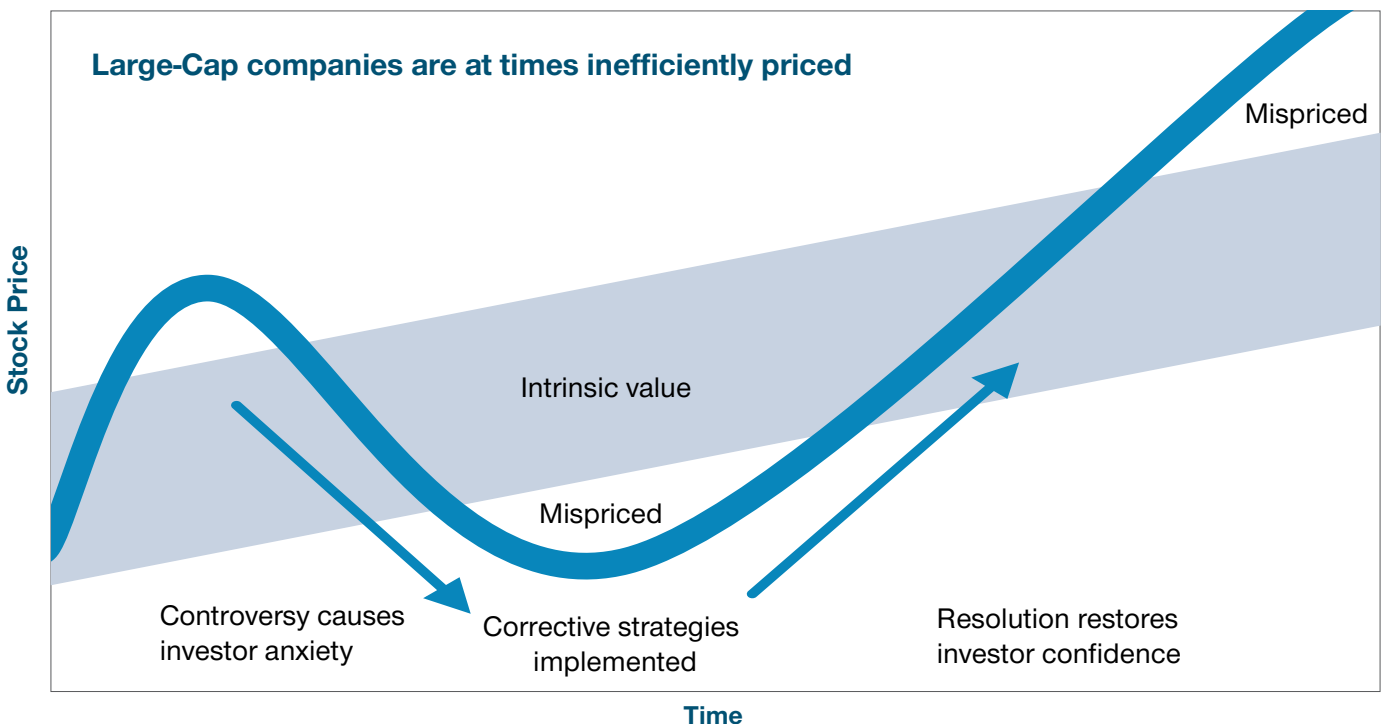 Large-Cap companies are at times inefficiently priced
Mispriced
Stock Price
Intrinsic value
Mispriced
Controversy causes
investor anxiety
Corrective strategies
implemented
Resolution restores
investor confidence
Time